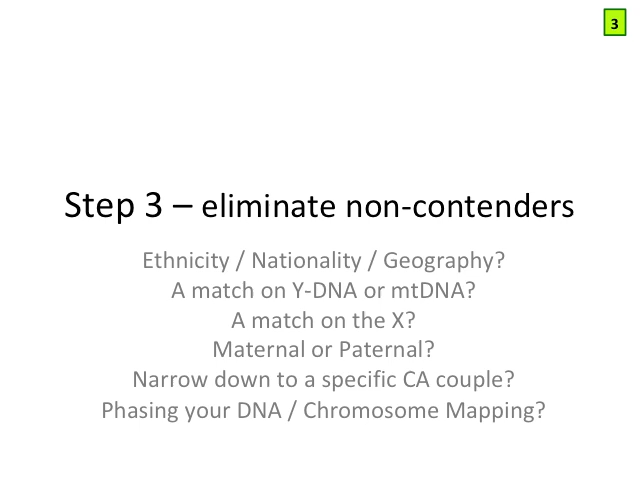 3
Step 3 – eliminate non-contenders
Ethnicity / Nationality / Geography?
A match on Y-DNA or mtDNA?
A match on the X?
Maternal or Paternal?
Narrow down to a specific CA couple?
Phasing your DNA / Chromosome Mapping?